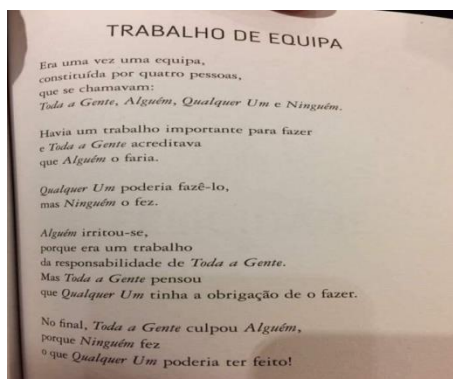 TRABALHO DE EQUIPA
Era uma vez uma equipa,
constituída por quatro pessoas,
que se chamavam:
Toda a Gente, Alguém, Qualquer Um e Ninguém.
Havia um trabalho importante para fazer
e Toda a Gente acreditava
que Alguém o faria.
Qualquer Um poderia fazê-lo,
mas Ninguém o fez.
Alguém irritou-se,
porque era um trabalho
da responsabilidade de Toda a Gente.
Mas Toda a Gente pensou
que Qualquer Um tinha a obrigação de o fazer.
No final, Toda a Gente culpou Alguém,
porque Ninguém fez
o que Qualquer Um poderia ter feito!